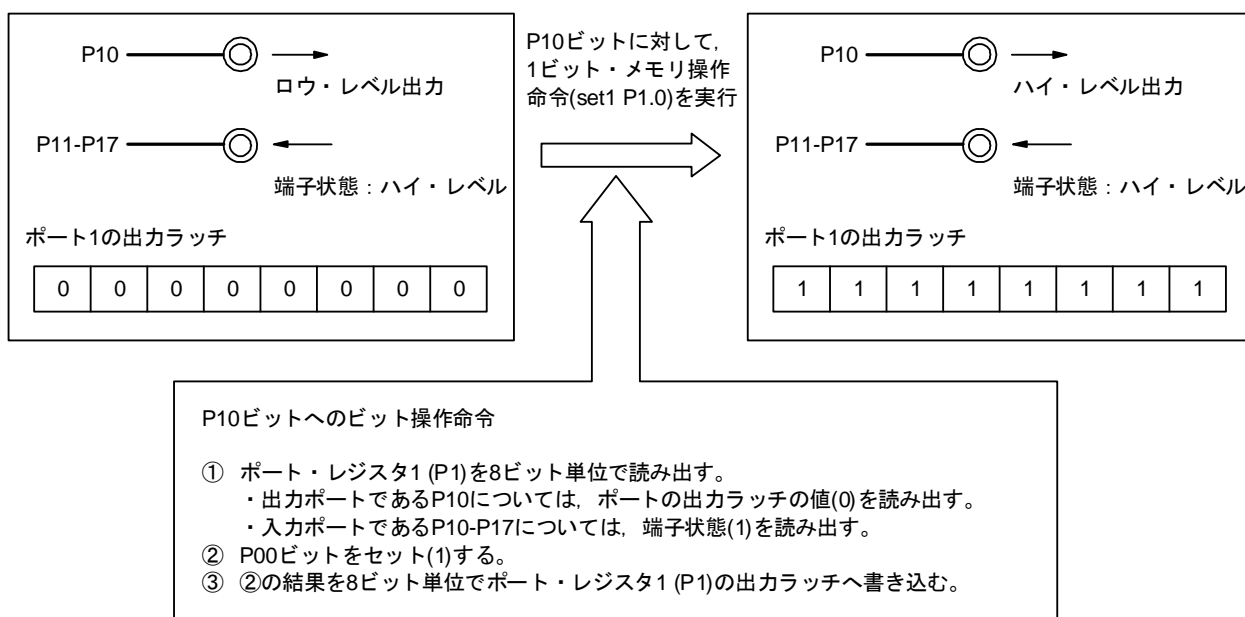 P10
ロウ・レベル出力
P11-P17
端子状態：ハイ・レベル
ポート1の出力ラッチ
0 0 0 0 0 0 0 0
P10ビットに対して，
1ビット・メモリ操作
命令(set1 P1.0)を実行
P10
ハイ・レベル出力
P11-P17
端子状態：ハイ・レベル
ポート1の出力ラッチ
1 1 1 1 1 1 1 1
P10ビットへのビット操作命令
① ポート・レジスタ1 (P1)を8ビット単位で読み出す。
・出力ポートであるP10については，ポートの出力ラッチの値(0)を読み出す。
・入力ポートであるP10-P17については，端子状態(1)を読み出す。
② P00ビットをセット(1)する。
③ ②の結果を8ビット単位でポート・レジスタ1 (P1)の出力ラッチへ書き込む。